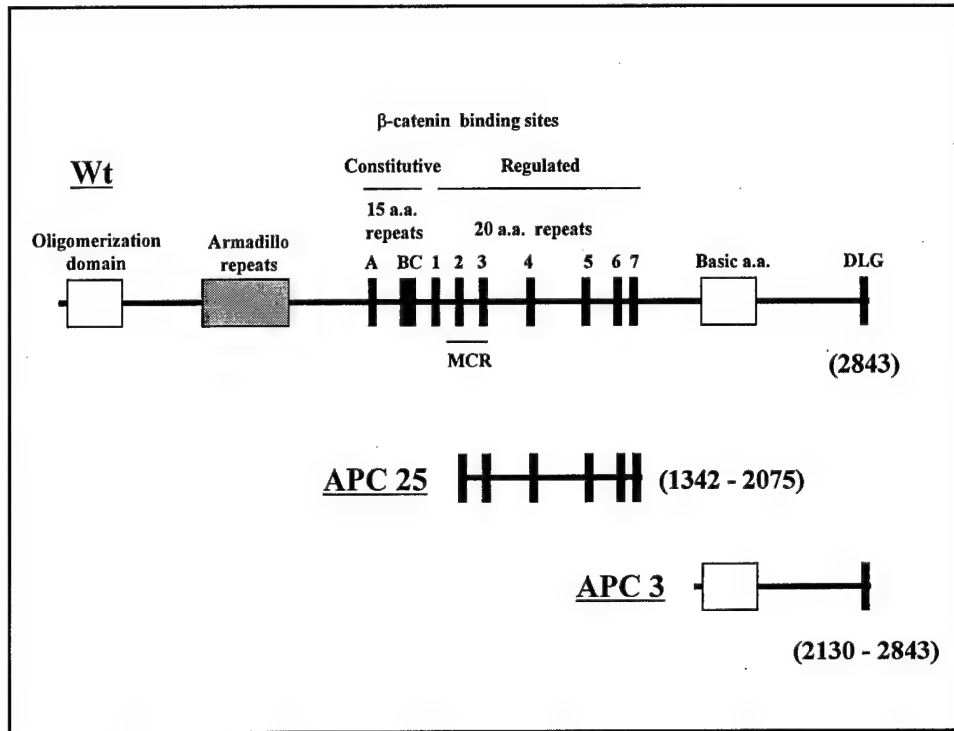 β-catenin binding sites
Wt
Constitutive Regulated
15 a.a.
repeats
20 a.a. repeats
Oligomerization
domain
Armadillo
repeats
A BC 1 2 3 4 5 6 7
Basic a.a.
DLG
MCR
(2843)
APC 25
(1342 - 2075)
APC 3
(2130 - 2843)